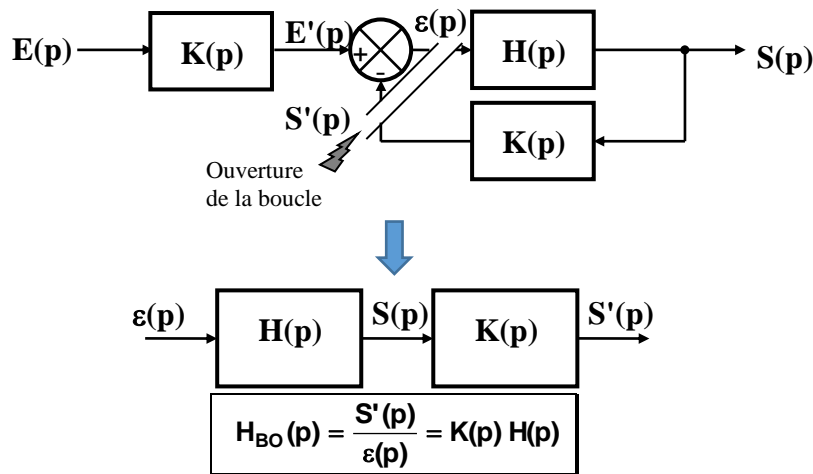 E(p)
K(p)
E'(p)
+
-
ε(p)
H(p)
S(p)
S'(p)
K(p)
Ouverture
de la boucle
ε(p)
H(p)
S(p)
K(p)
S'(p)
H_BO(p) = S'(p)/ε(p) = K(p) H(p)